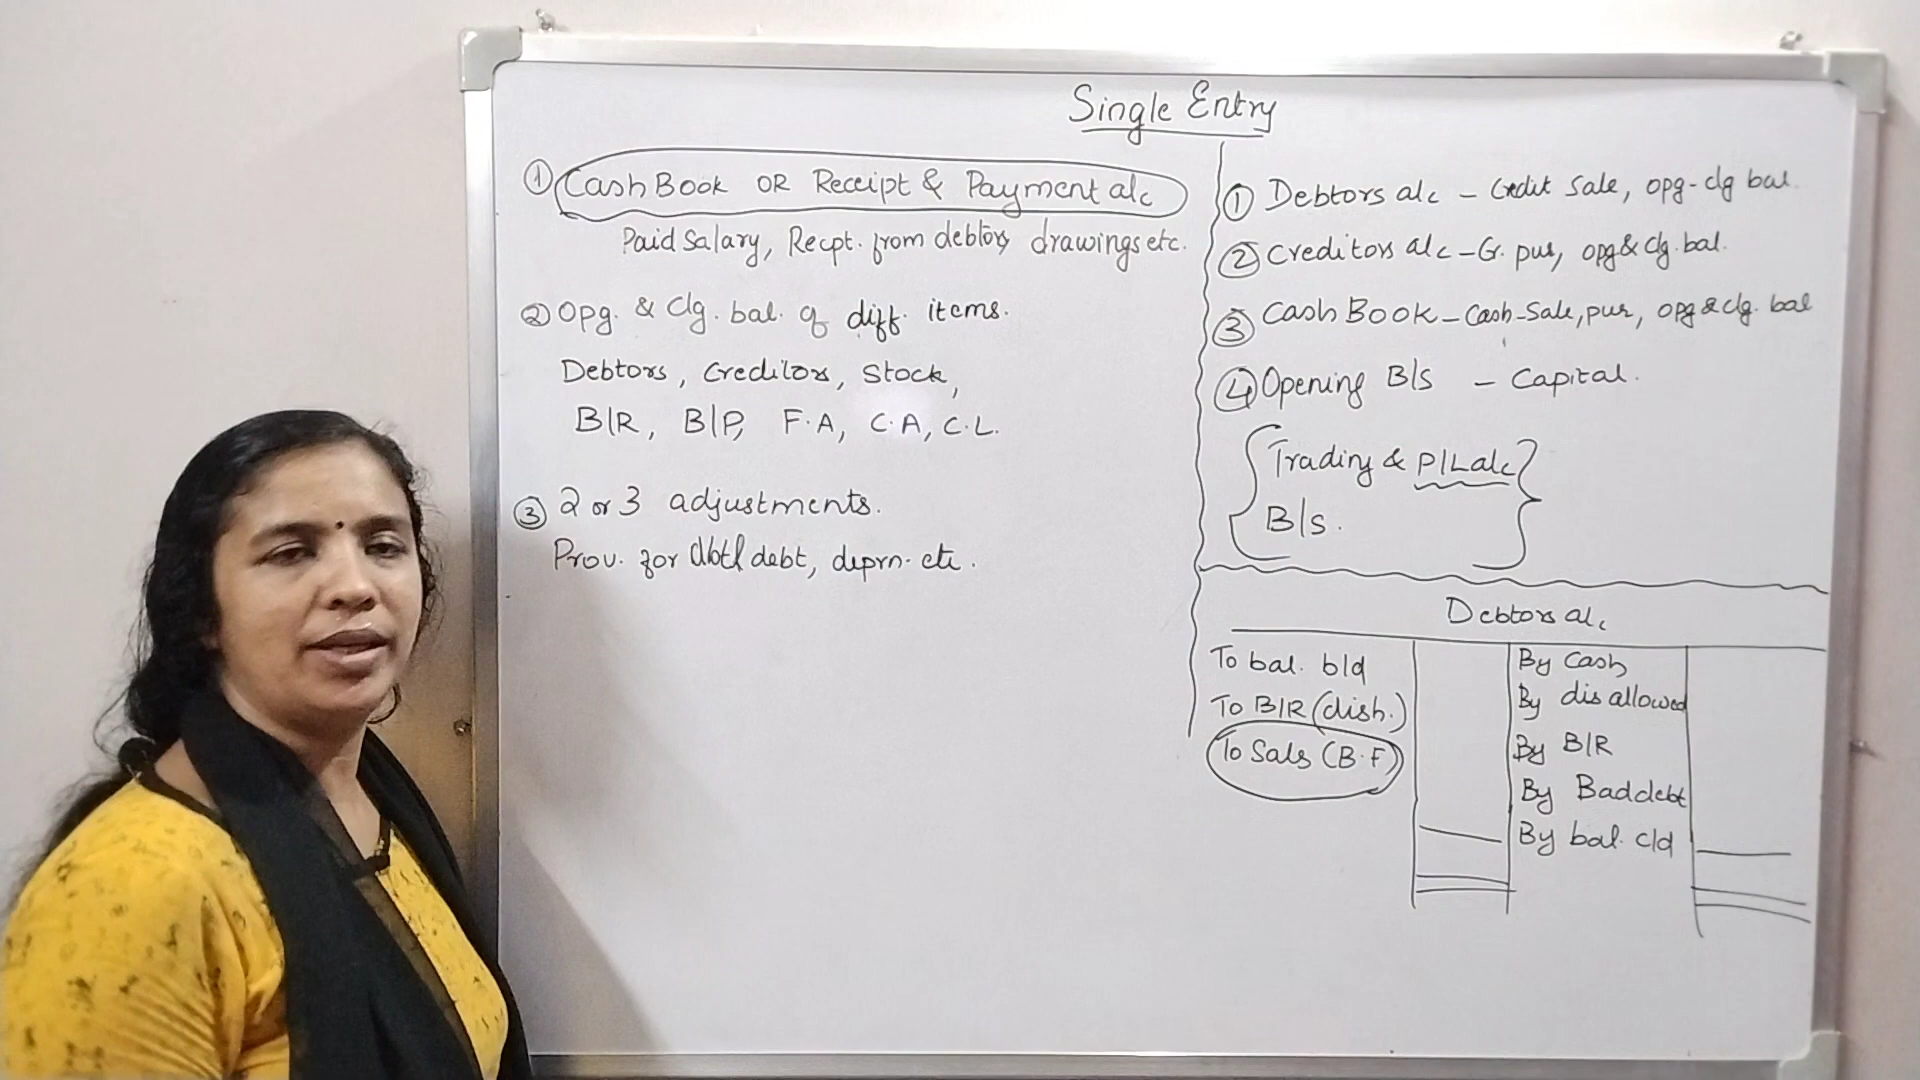 Single Entry
① Cash Book OR Receipt & Payment a/c
Paid Salary, Recpt. from debtors, drawings etc.
② Opg. & Clg. bal. of diff. items.
Debtors, Creditors, Stock,
B/R, B/P, F.A, C.A, C.L.
③ 2 or 3 adjustments.
Prov. for dbtf debt, deprn. etc.
① Debtors a/c - Credit Sale, opg-clg bal.
② Creditors a/c - Cr. pur, opg & clg. bal.
③ Cash Book - Cash-Sale, pur, opg & clg. bal
④ Opening B/S - Capital.
Trading & P/L a/c
B/S.
Debtors a/c
To bal. b/d By Cash
To B/R (dish.) By dis allowed
To Sals (B.F) By B/R
By Bad debt
By bal. c/d